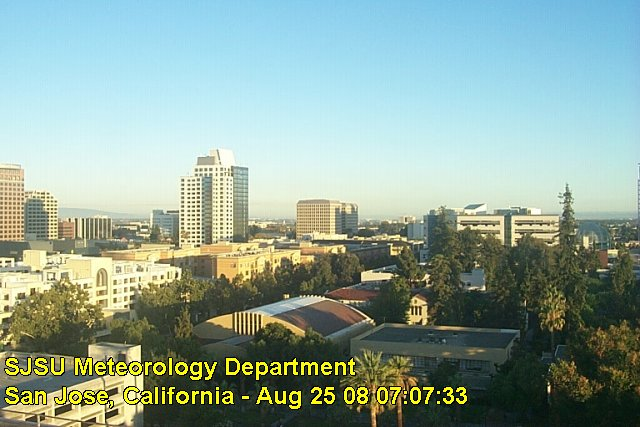 SJSU Meteorology Department
San Jose, California - Aug 25 08 07:07:33